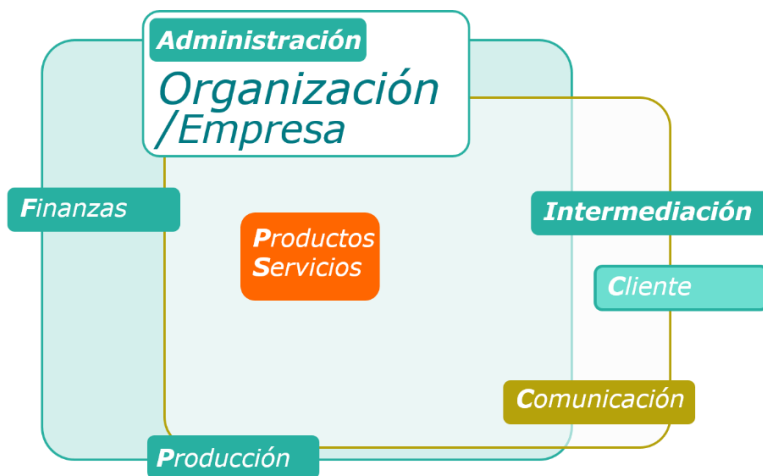 Administración
Organización
/Empresa
Finanzas
Intermediación
Productos
Servicios
Cliente
Comunicación
Producción